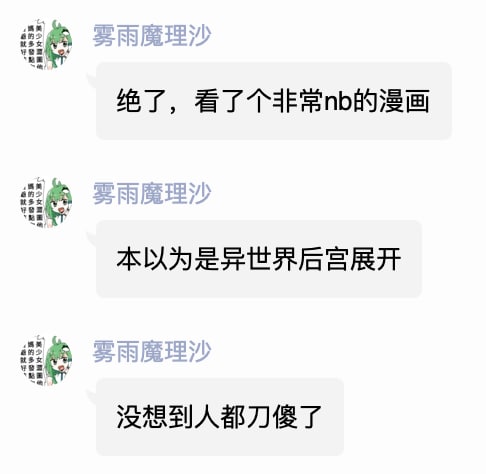 雾雨魔理沙
绝了，看了个非常nb的漫画
雾雨魔理沙
本以为是异世界后宫展开
雾雨魔理沙
没想到人都刀傻了